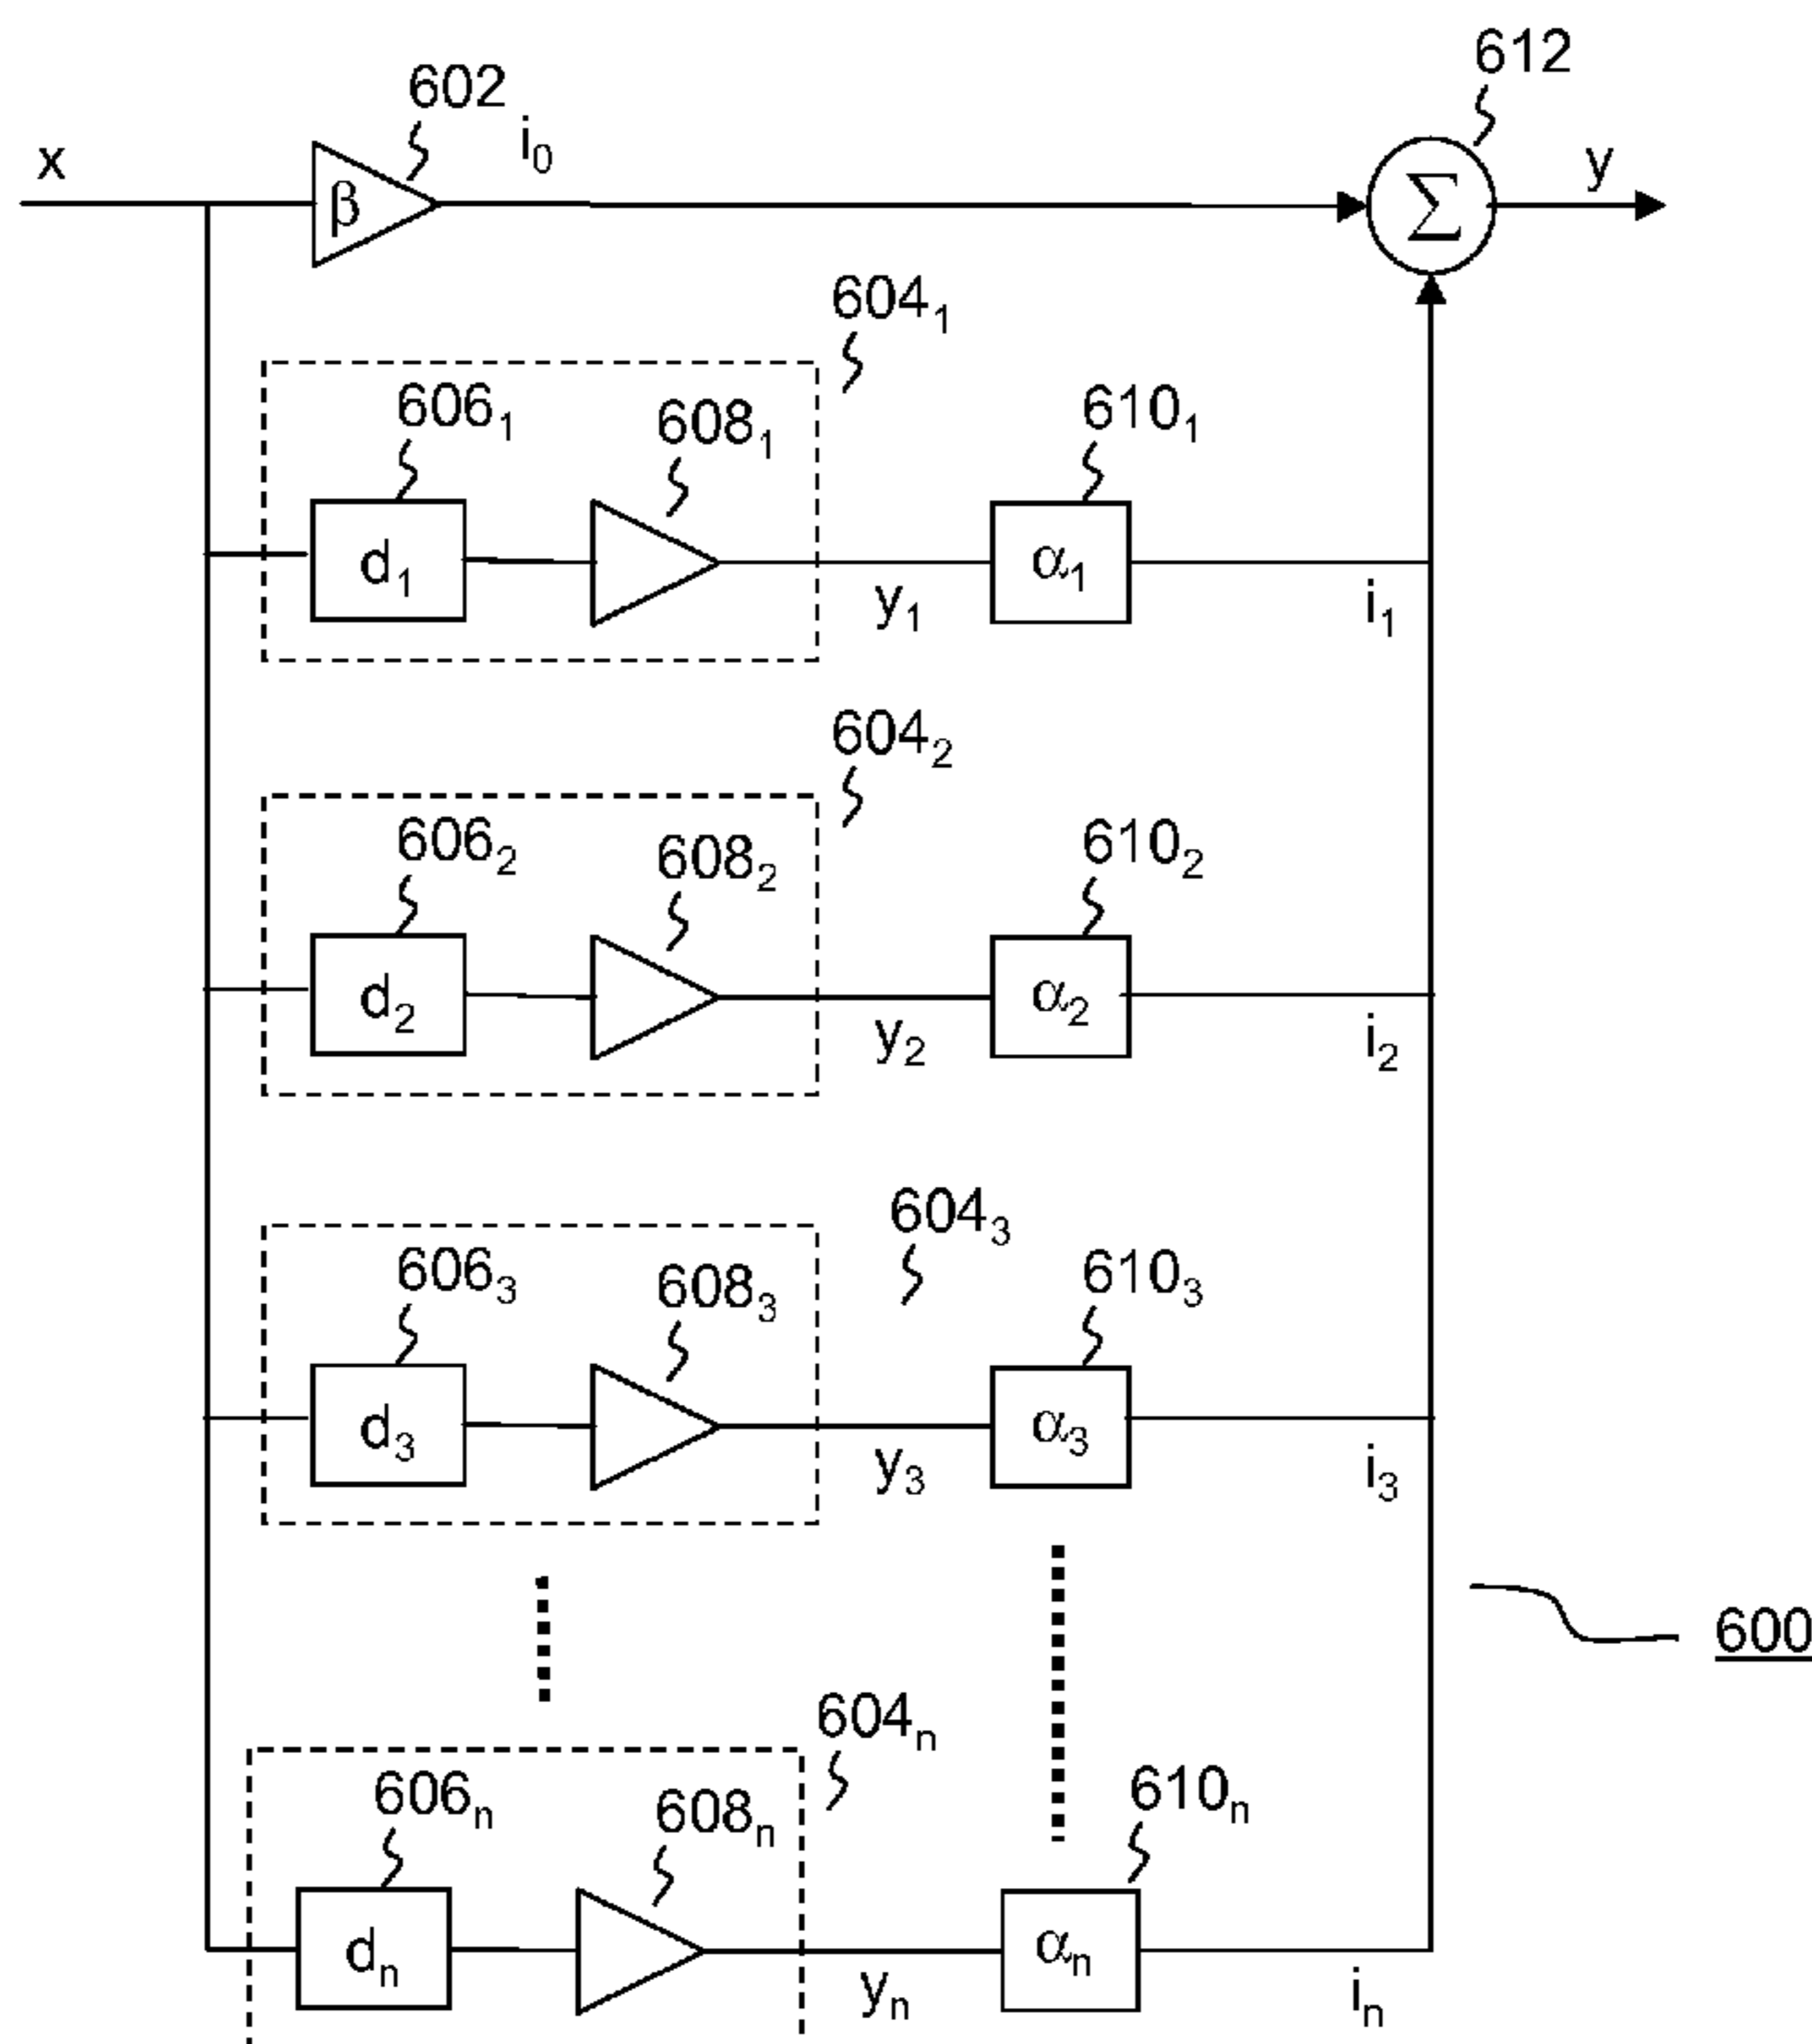 612
602
i₀
x
y
β
Σ
604₁
606₁
608₁
610₁
d₁
α₁
y₁
i₁
604₂
606₂
608₂
610₂
d₂
α₂
y₂
i₂
604₃
606₃
608₃
610₃
d₃
α₃
y₃
i₃
600
604ₙ
606ₙ
608ₙ
610ₙ
dₙ
αₙ
yₙ
iₙ